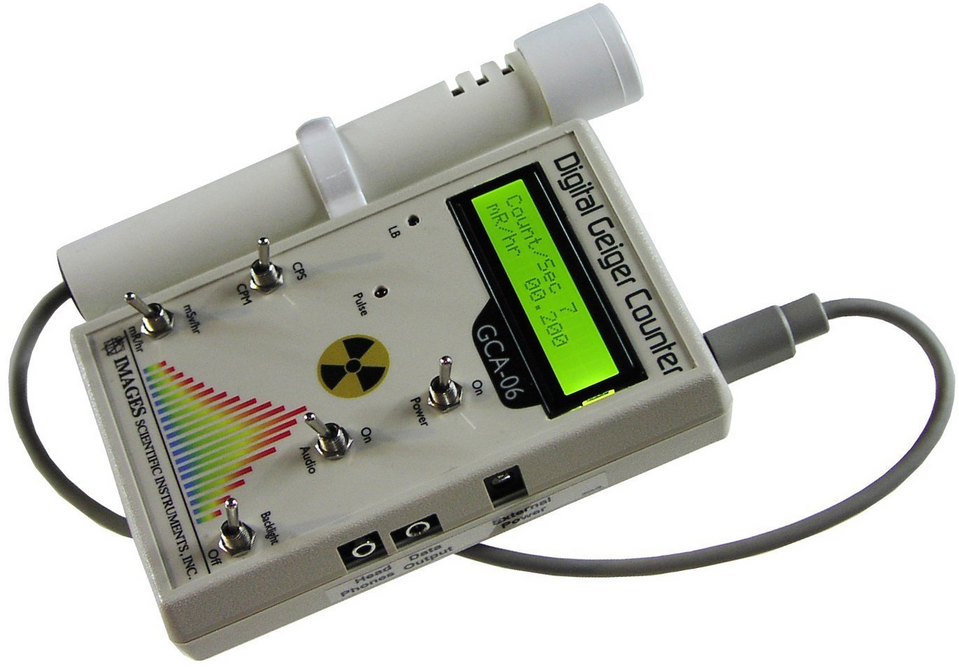 Digital Geiger Counter
Count/Sec 7
mR/hr 00.200
GCA-06
LB
Pulse
CPS
CPM
mSv/hr
mR/hr
On
Power
On
Audio
Backlight
Off
IMAGES SCIENTIFIC INSTRUMENTS, INC.
Head
Phones
Data
Output
External
Power